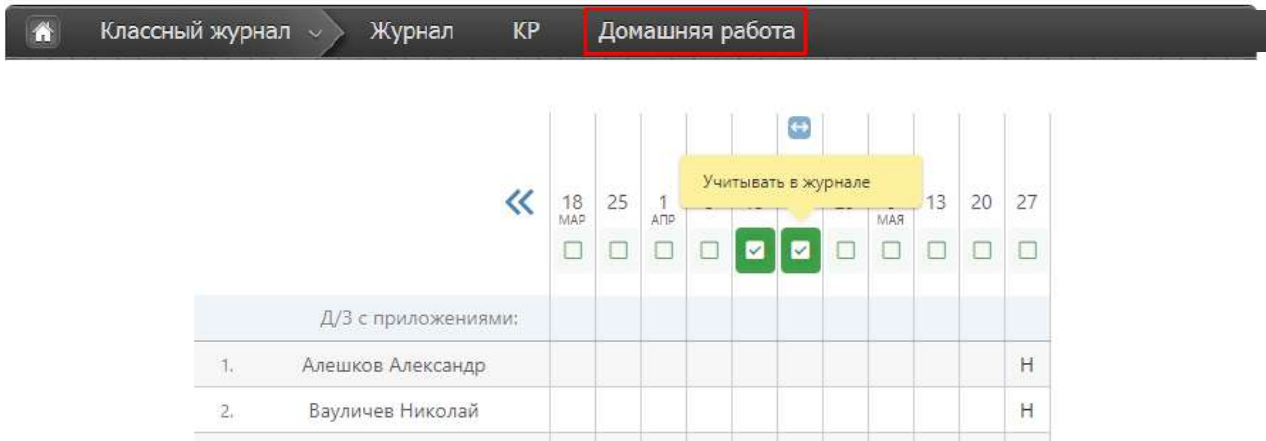 Классный журнал Журнал КР Домашняя работа
Учитывать в журнале
18 25 1 13 20 27
МАР АПР МАЯ
Д/З с приложениями:
1. Алешков Александр Н
2. Вауличев Николай Н